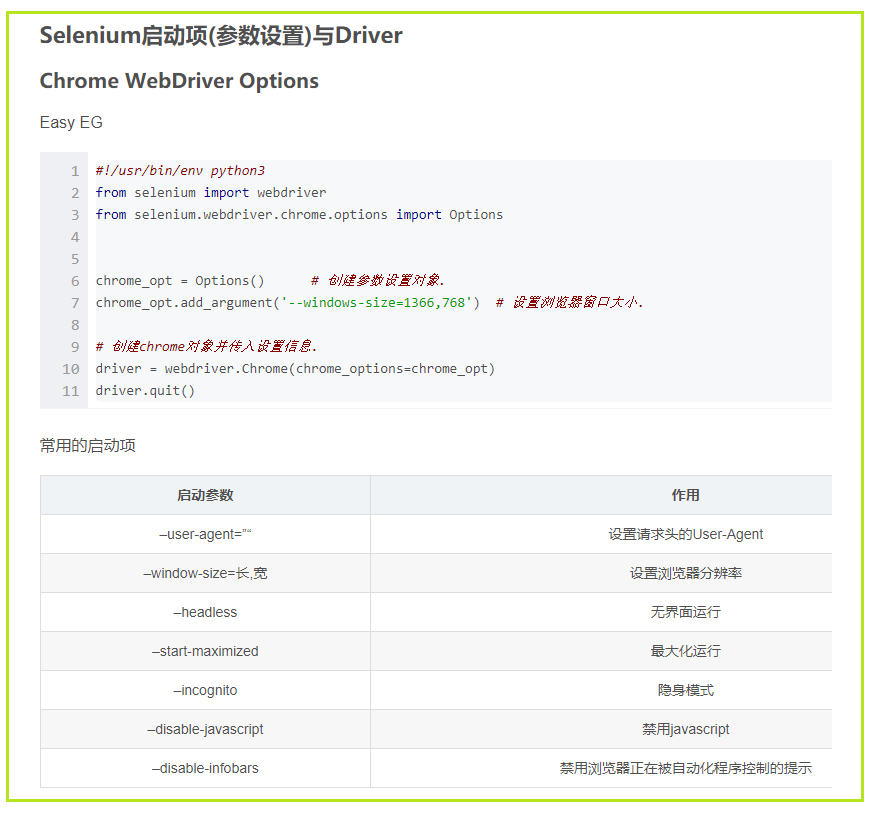 Selenium启动项(参数设置)与Driver
Chrome WebDriver Options
Easy EG
1 #!/usr/bin/env python3
2 from selenium import webdriver
3 from selenium.webdriver.chrome.options import Options
4
5
6 chrome_opt = Options()      # 创建参数设置对象.
7 chrome_opt.add_argument('--windows-size=1366,768')  # 设置浏览器窗口大小.
8
9 # 创建chrome对象并传入设置信息.
10 driver = webdriver.Chrome(chrome_options=chrome_opt)
11 driver.quit()
常用的启动项
启动参数 作用
–user-agent=”“ 设置请求头的User-Agent
–window-size=长,宽 设置浏览器分辨率
–headless 无界面运行
–start-maximized 最大化运行
–incognito 隐身模式
–disable-javascript 禁用javascript
–disable-infobars 禁用浏览器正在被自动化程序控制的提示